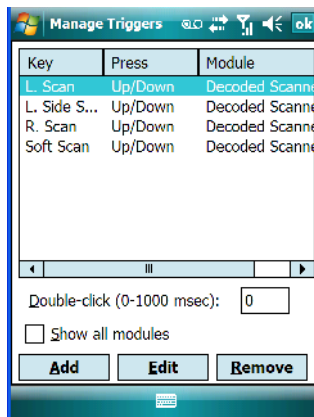 Manage Triggers ok
Key Press Module
L. Scan Up/Down Decoded Scanne
L. Side S... Up/Down Decoded Scanne
R. Scan Up/Down Decoded Scanne
Soft Scan Up/Down Decoded Scanne
Double-click (0-1000 msec): 0
Show all modules
Add Edit Remove